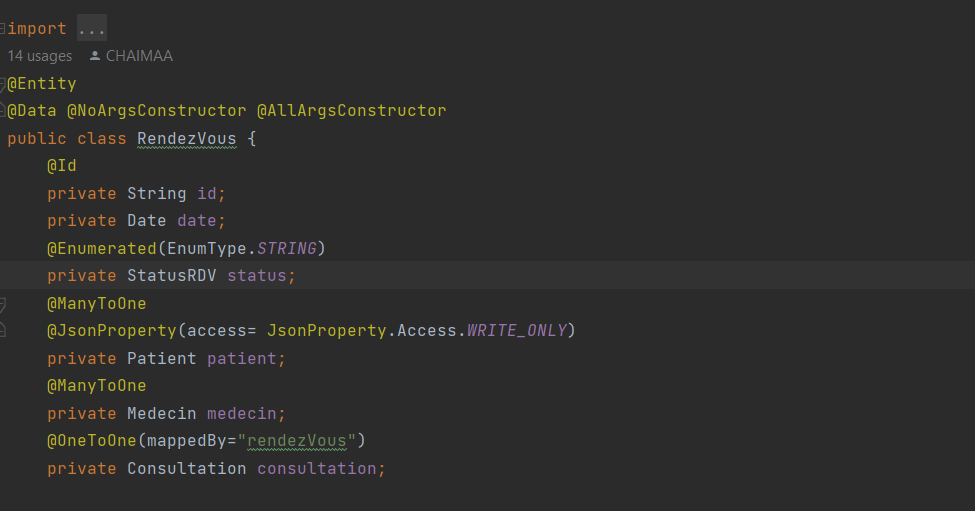 import ...
14 usages CHAIMAA
@Entity
@Data @NoArgsConstructor @AllArgsConstructor
public class RendezVous {
@Id
private String id;
private Date date;
@Enumerated(EnumType.STRING)
private StatusRDV status;
@ManyToOne
@JsonProperty(access= JsonProperty.Access.WRITE_ONLY)
private Patient patient;
@ManyToOne
private Medecin medecin;
@OneToOne(mappedBy="rendezVous")
private Consultation consultation;